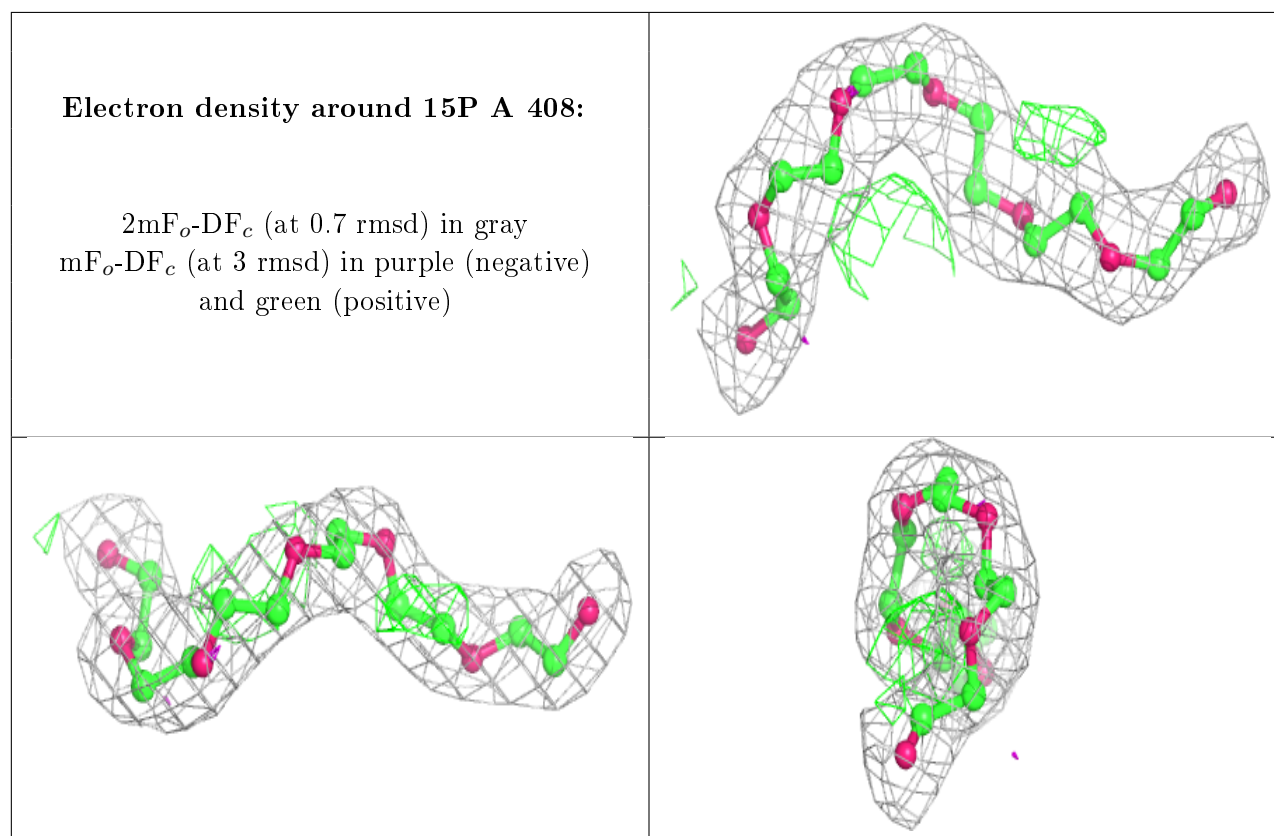 Electron density around 15P A 408:
2mFo-DFc (at 0.7 rmsd) in gray
mFo-DFc (at 3 rmsd) in purple (negative)
and green (positive)